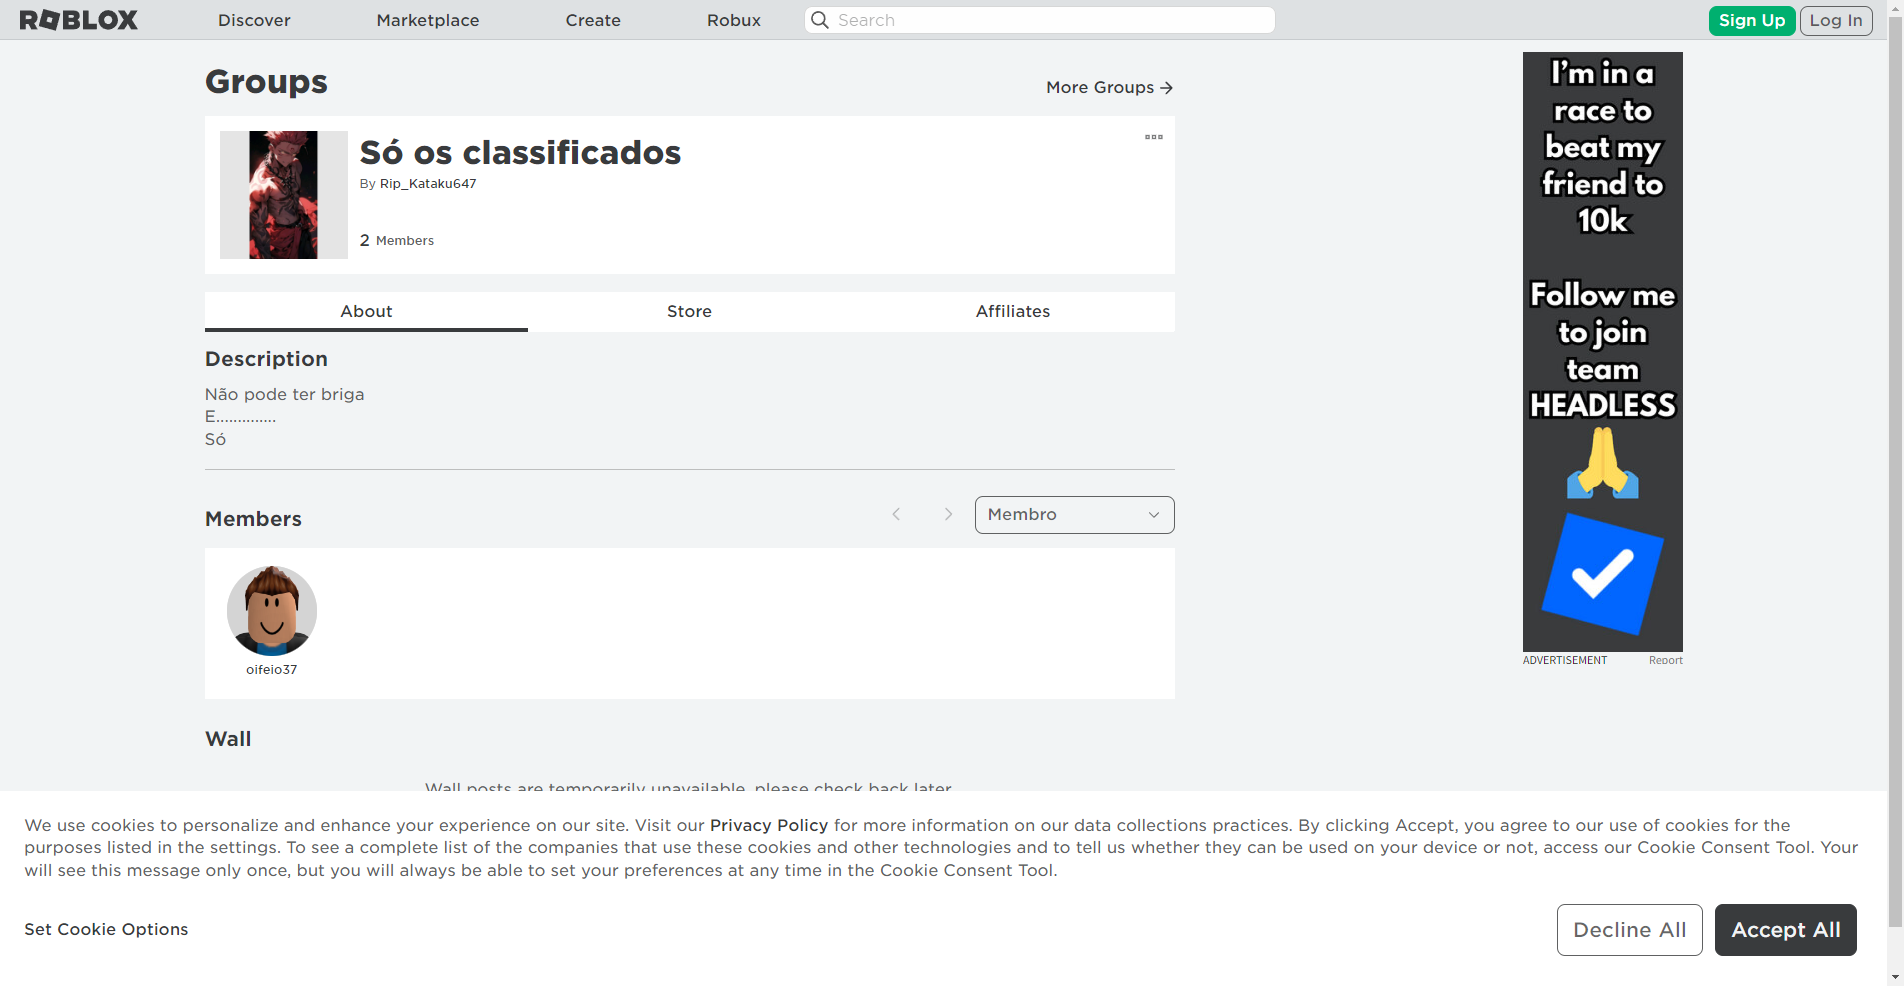 ROBLOX
Discover
Marketplace
Create
Robux
Search
Sign Up
Log In
Groups
More Groups
Só os classificados
By Rip_Kataku647
2 Members
About
Store
Affiliates
Description
Não pode ter briga
E..............
Só
Members
Membro
oifeio37
Wall
Wall posts are temporarily unavailable, please check back later
I'm in a
race to
beat my
friend to
10k
Follow me
to join
team
HEADLESS
ADVERTISEMENT
Report
We use cookies to personalize and enhance your experience on our site. Visit our Privacy Policy for more information on our data collections practices. By clicking Accept, you agree to our use of cookies for the
purposes listed in the settings. To see a complete list of the companies that use these cookies and other technologies and to tell us whether they can be used on your device or not, access our Cookie Consent Tool. Your
will see this message only once, but you will always be able to set your preferences at any time in the Cookie Consent Tool.
Set Cookie Options
Decline All
Accept All